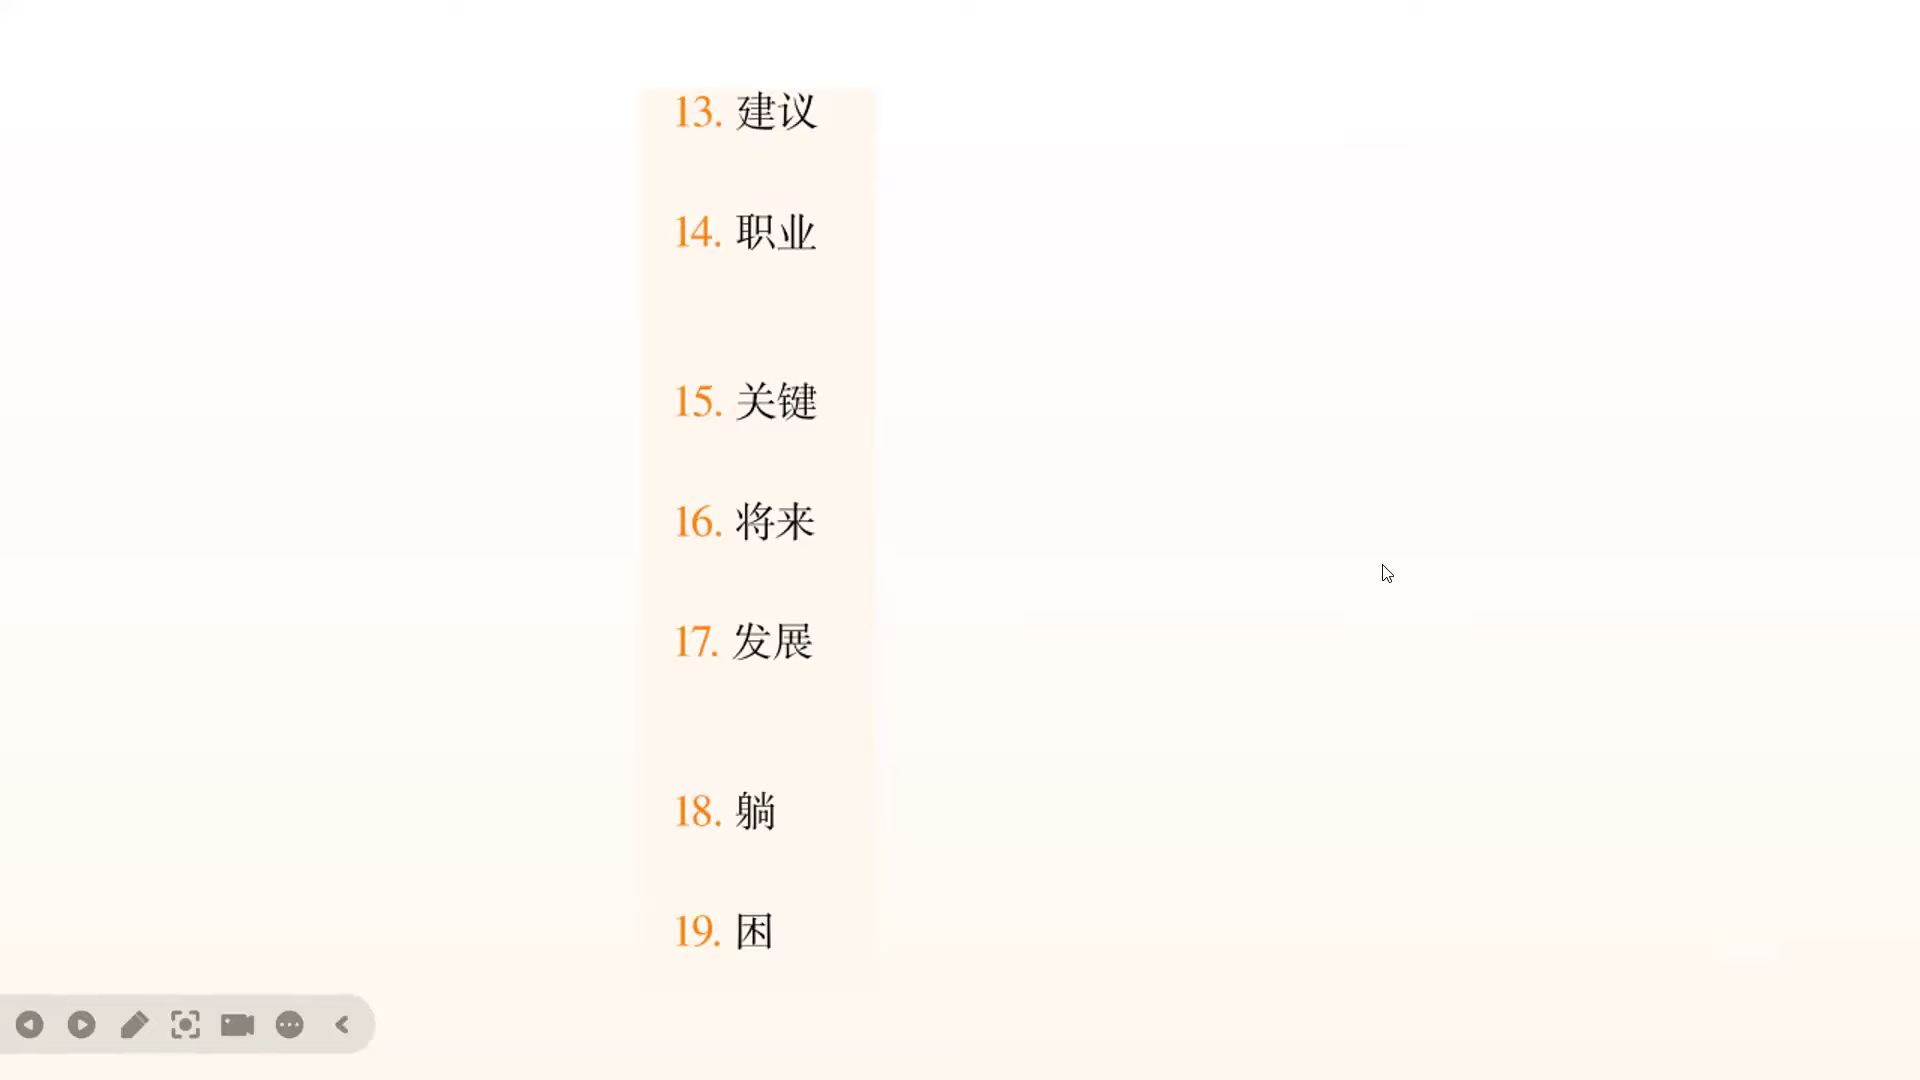 13. 建议
14. 职业
15. 关键
16. 将来
17. 发展
18. 躺
19. 困